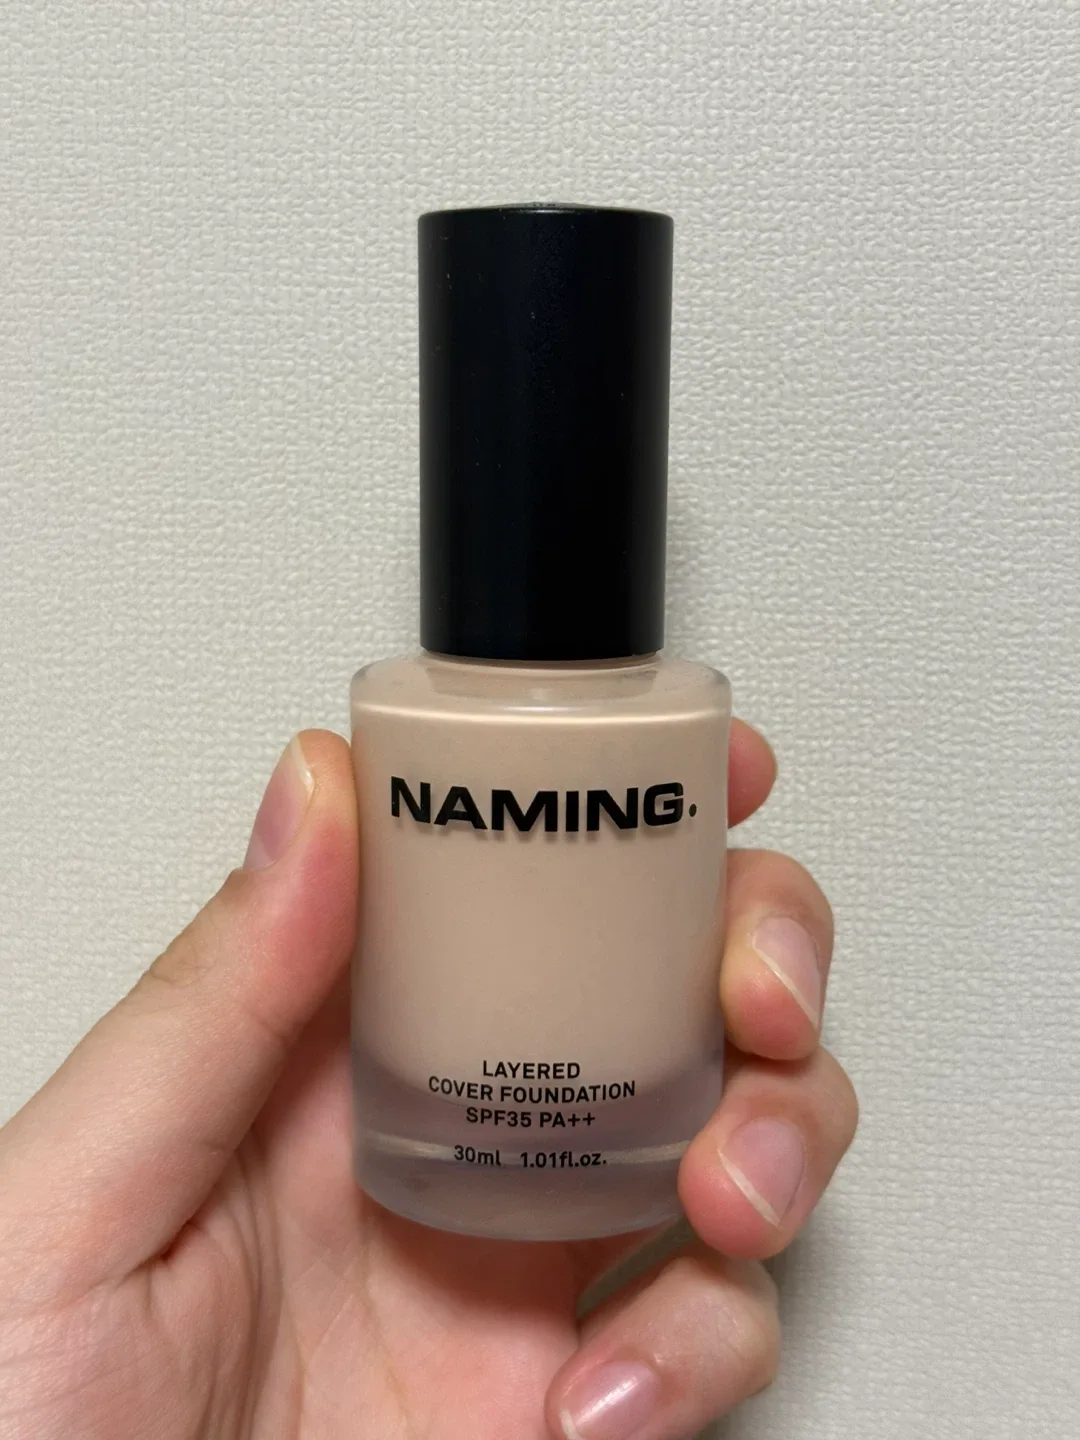 NAMING.
LAYERED
COVER FOUNDATION
SPF35 PA++
30ml 1.01fl.oz.